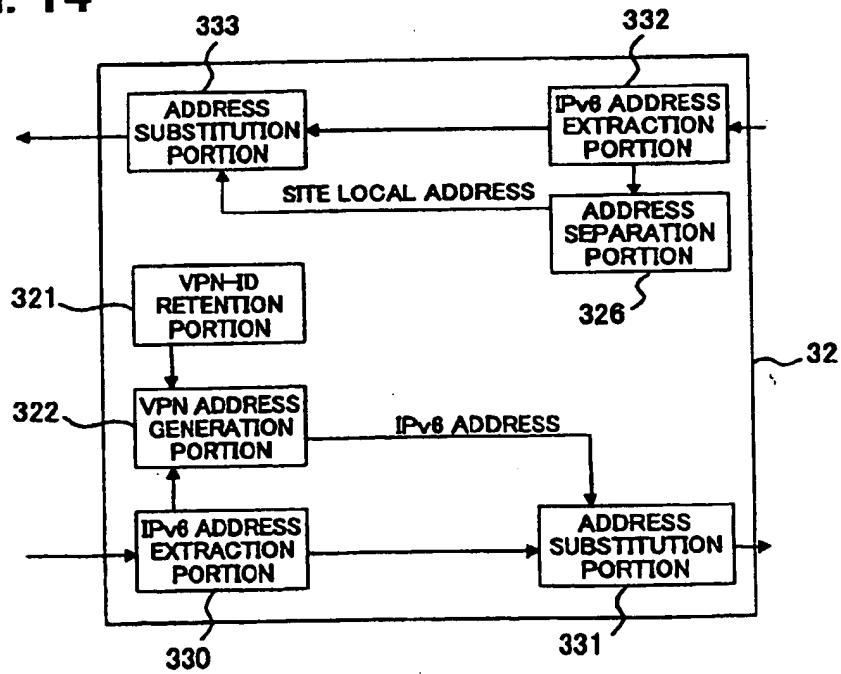 14
333
332
ADDRESS
SUBSTITUTION
PORTION
IPv6 ADDRESS
EXTRACTION
PORTION
SITE LOCAL ADDRESS
ADDRESS
SEPARATION
PORTION
321
VPN-ID
RETENTION
PORTION
326
32
322
VPN ADDRESS
GENERATION
PORTION
IPv6 ADDRESS
IPv6 ADDRESS
EXTRACTION
PORTION
ADDRESS
SUBSTITUTION
PORTION
330
331